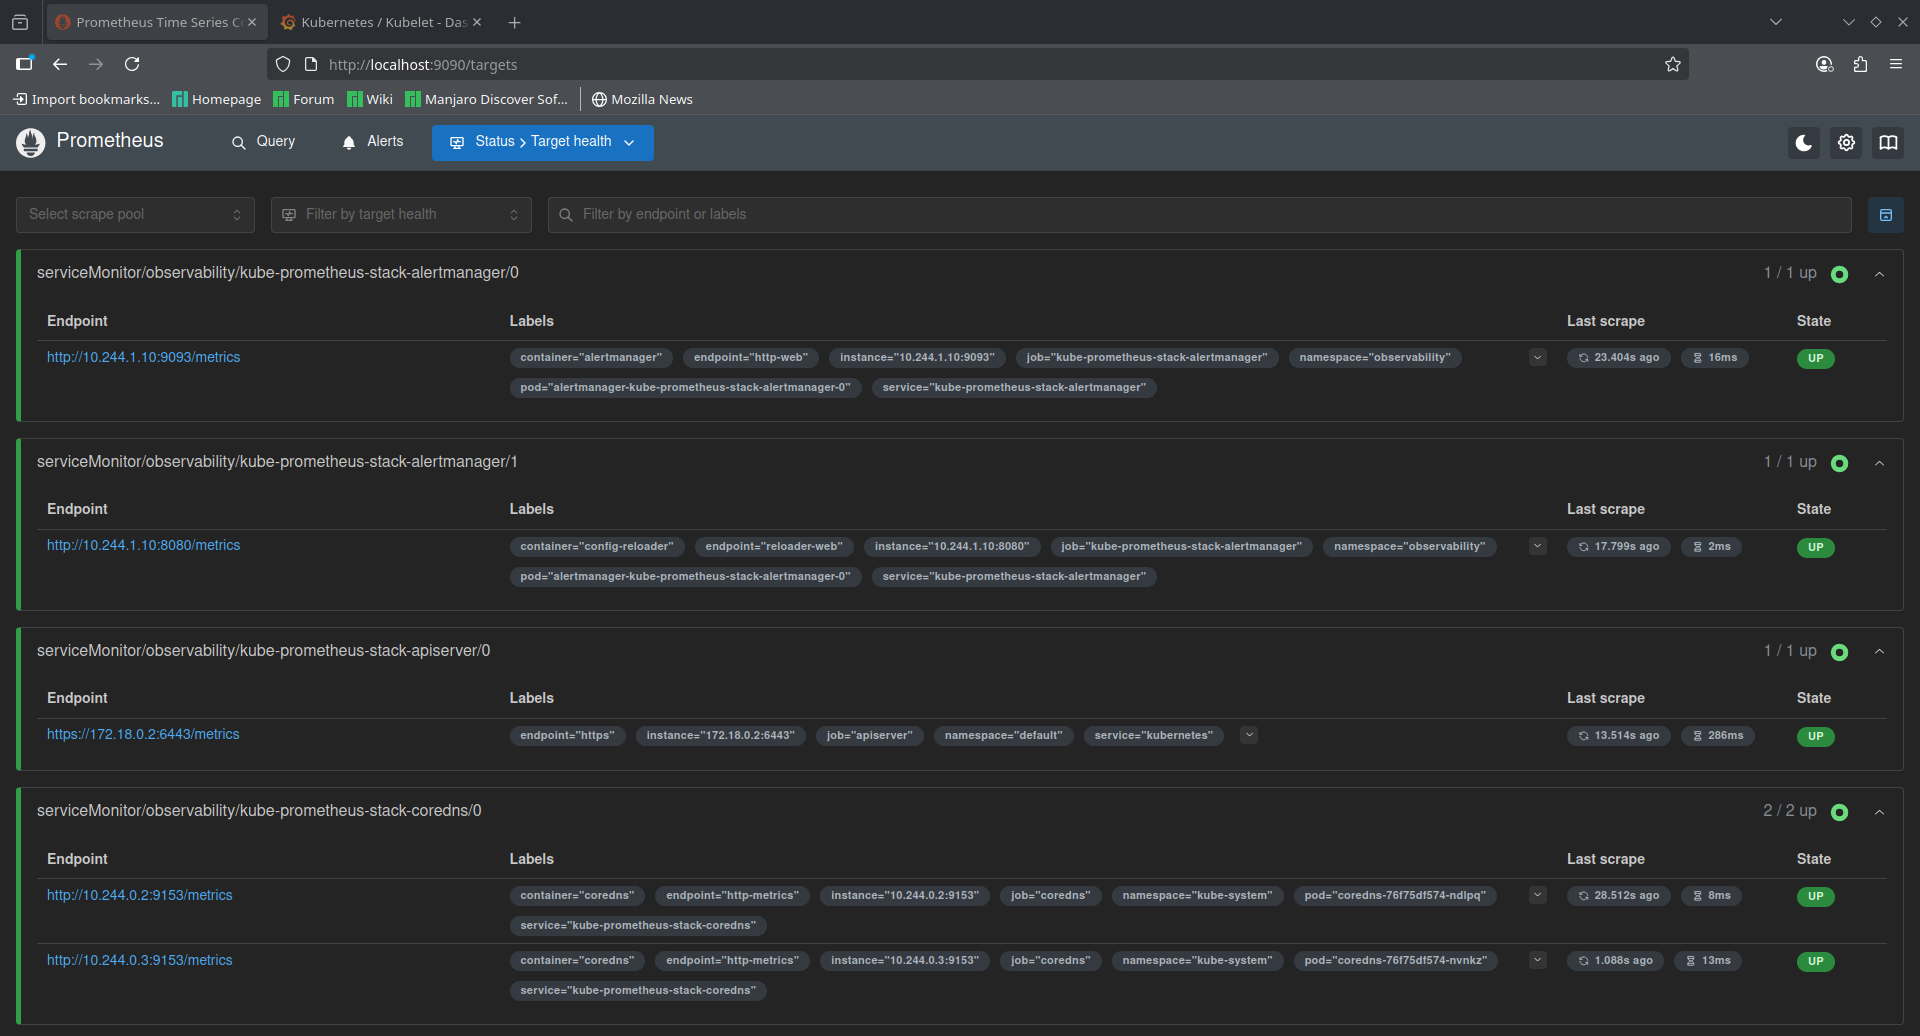 Prometheus Time Series C
Kubernetes / Kubelet - Das
http://localhost:9090/targets
Import bookmarks... Homepage Forum Wiki Manjaro Discover Sof... Mozilla News
Prometheus Query Alerts Status > Target health
Select scrape pool Filter by target health Filter by endpoint or labels
serviceMonitor/observability/kube-prometheus-stack-alertmanager/0 1 / 1 up
Endpoint Labels Last scrape State
http://10.244.1.10:9093/metrics container="alertmanager" endpoint="http-web" instance="10.244.1.10:9093" job="kube-prometheus-stack-alertmanager" namespace="observability" 23.404s ago 16ms UP
pod="alertmanager-kube-prometheus-stack-alertmanager-0" service="kube-prometheus-stack-alertmanager"
serviceMonitor/observability/kube-prometheus-stack-alertmanager/1 1 / 1 up
Endpoint Labels Last scrape State
http://10.244.1.10:8080/metrics container="config-reloader" endpoint="reloader-web" instance="10.244.1.10:8080" job="kube-prometheus-stack-alertmanager" namespace="observability" 17.799s ago 2ms UP
pod="alertmanager-kube-prometheus-stack-alertmanager-0" service="kube-prometheus-stack-alertmanager"
serviceMonitor/observability/kube-prometheus-stack-apiserver/0 1 / 1 up
Endpoint Labels Last scrape State
https://172.18.0.2:6443/metrics endpoint="https" instance="172.18.0.2:6443" job="apiserver" namespace="default" service="kubernetes" 13.514s ago 286ms UP
serviceMonitor/observability/kube-prometheus-stack-coredns/0 2 / 2 up
Endpoint Labels Last scrape State
http://10.244.0.2:9153/metrics container="coredns" endpoint="http-metrics" instance="10.244.0.2:9153" job="coredns" namespace="kube-system" pod="coredns-76f75df574-ndlpq" 28.512s ago 8ms UP
service="kube-prometheus-stack-coredns"
http://10.244.0.3:9153/metrics container="coredns" endpoint="http-metrics" instance="10.244.0.3:9153" job="coredns" namespace="kube-system" pod="coredns-76f75df574-nvnkz" 1.088s ago 13ms UP
service="kube-prometheus-stack-coredns"